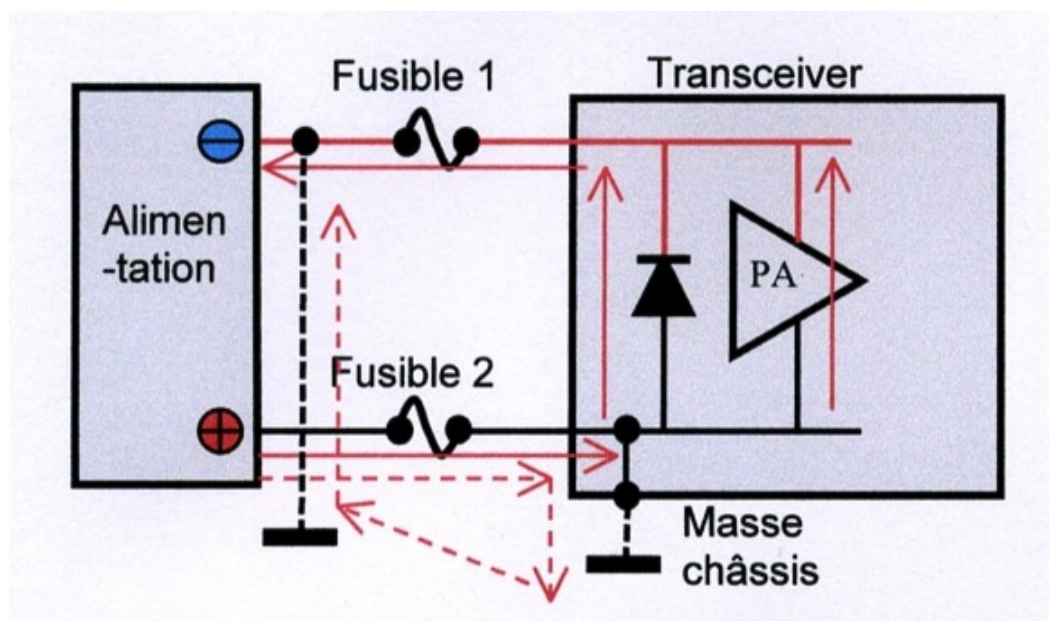 Fusible 1
Transceiver
Alimen
-tation
PA
Fusible 2
Masse
châssis